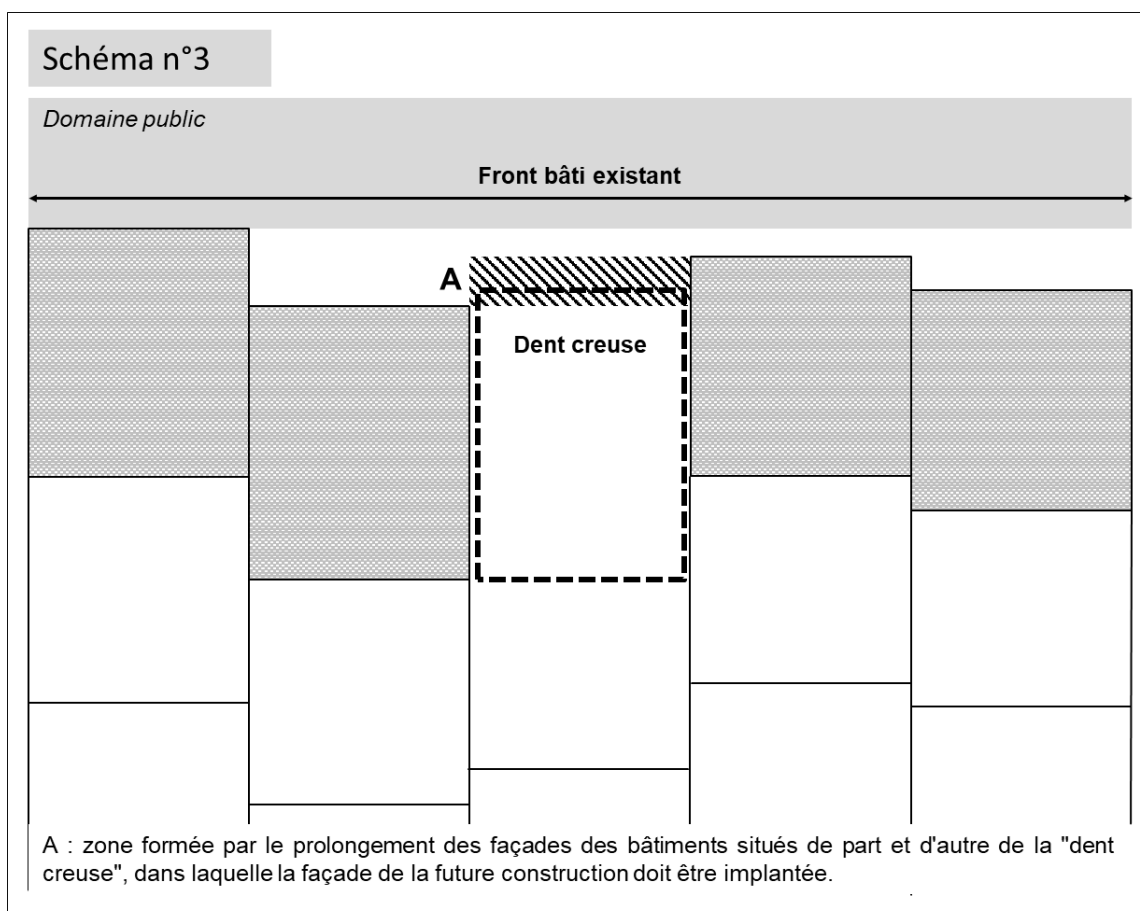 Schéma n°3
Domaine public
Front bâti existant
A
Dent creuse
A : zone formée par le prolongement des façades des bâtiments situés de part et d'autre de la "dent
creuse", dans laquelle la façade de la future construction doit être implantée.